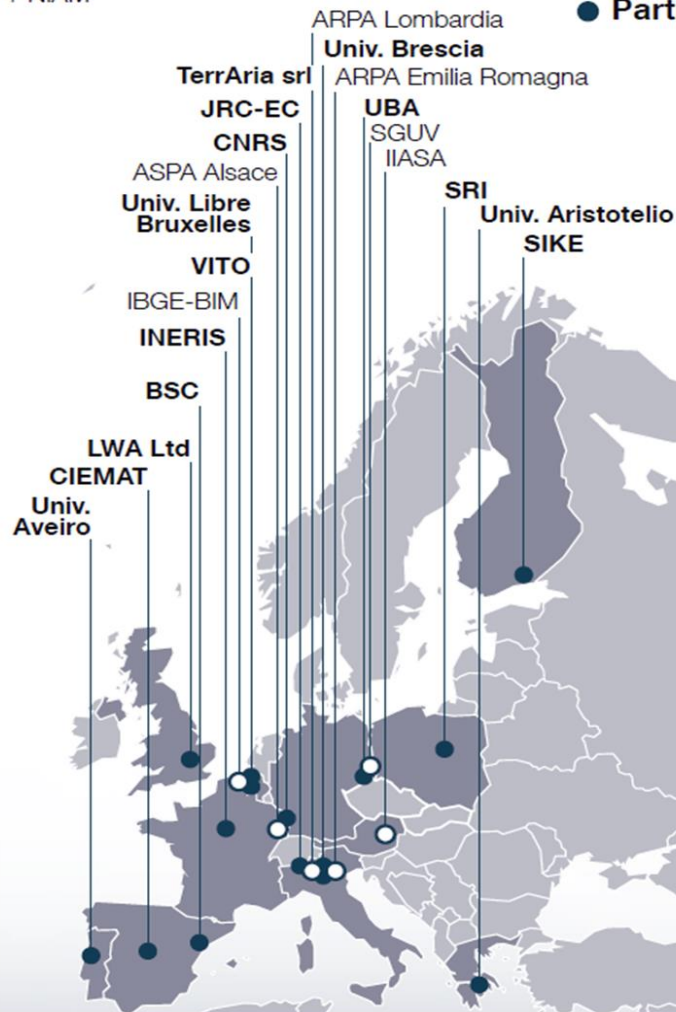 ARPA Lombardia
Part
Univ. Brescia
TerrAria srl
ARPA Emilia Romagna
JRC-EC
UBA
CNRS
SGUV
ASPA Alsace
IIASA
SRI
Univ. Libre
Bruxelles
Univ. Aristotelio
SIKE
VITO
IBGE-BIM
INERIS
BSC
LWA Ltd
CIEMAT
Univ.
Aveiro